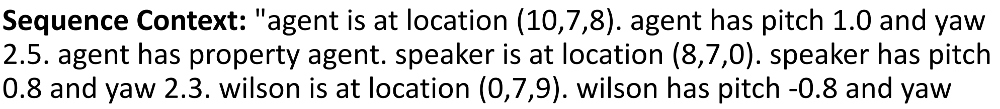 Sequence Context: "agent is at location (10,7,8). agent has pitch 1.0 and yaw
2.5. agent has property agent. speaker is at location (8,7,0). speaker has pitch
0.8 and yaw 2.3. wilson is at location (0,7,9). wilson has pitch -0.8 and yaw